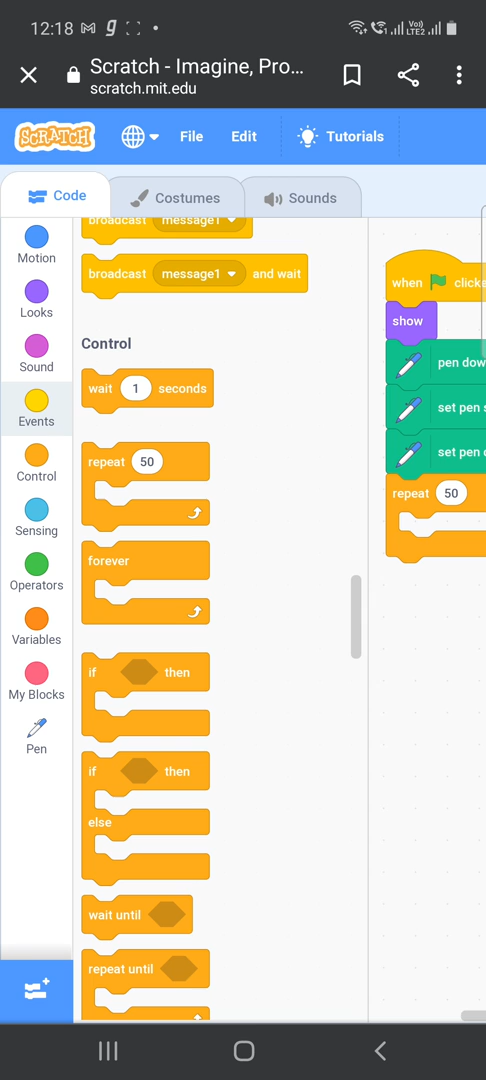 12:18
Vo))
LTE2
Scratch - Imagine, Pro...
scratch.mit.edu
SCRATCH
File
Edit
Tutorials
Code
Costumes
Sounds
Motion
Looks
Sound
Events
Control
Sensing
Operators
Variables
My Blocks
Pen
broadcast message1
broadcast message1 and wait
Control
wait 1 seconds
repeat 50
forever
if then
if then
else
wait until
repeat until
when clicke
show
pen dow
set pen s
set pen c
repeat 50